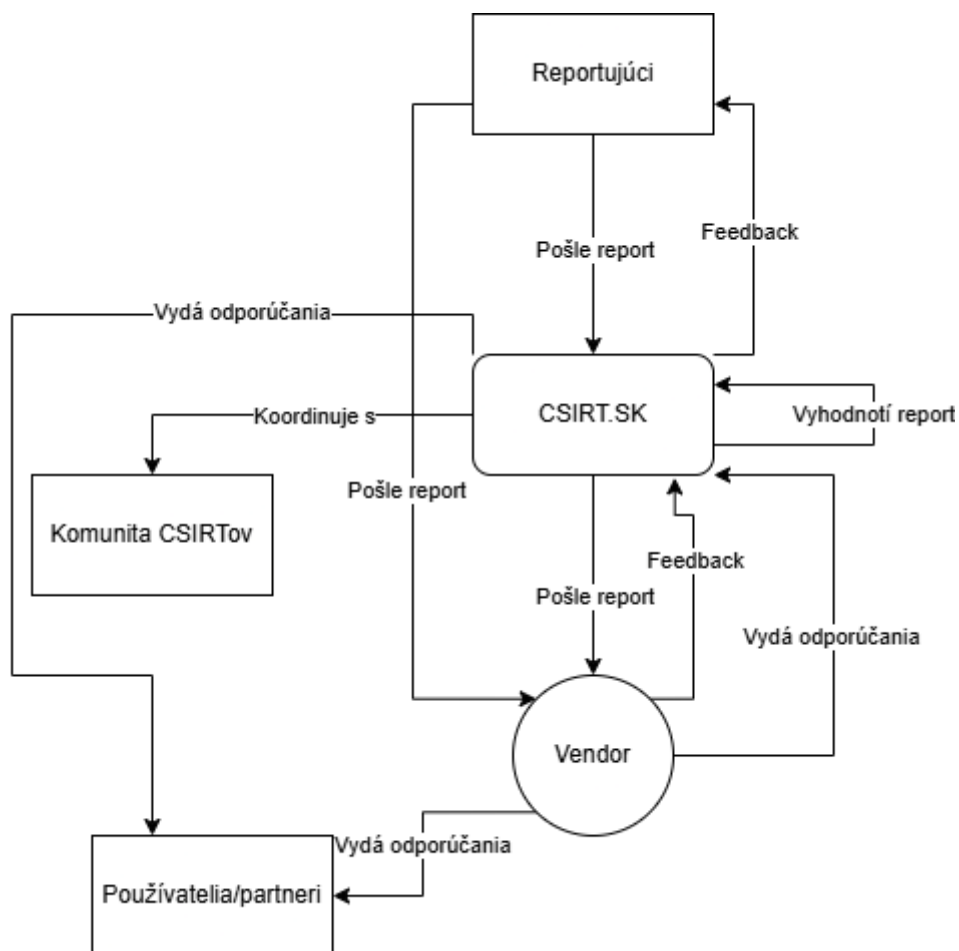 Reportujúci
Feedback
Pošle report
Vydá odporúčania
CSIRT.SK
Vyhodnotí report
Koordinuje s
Pošle report
Komunita CSIRTov
Feedback
Pošle report
Vydá odporúčania
Vendor
Vydá odporúčania
Používatelia/partneri